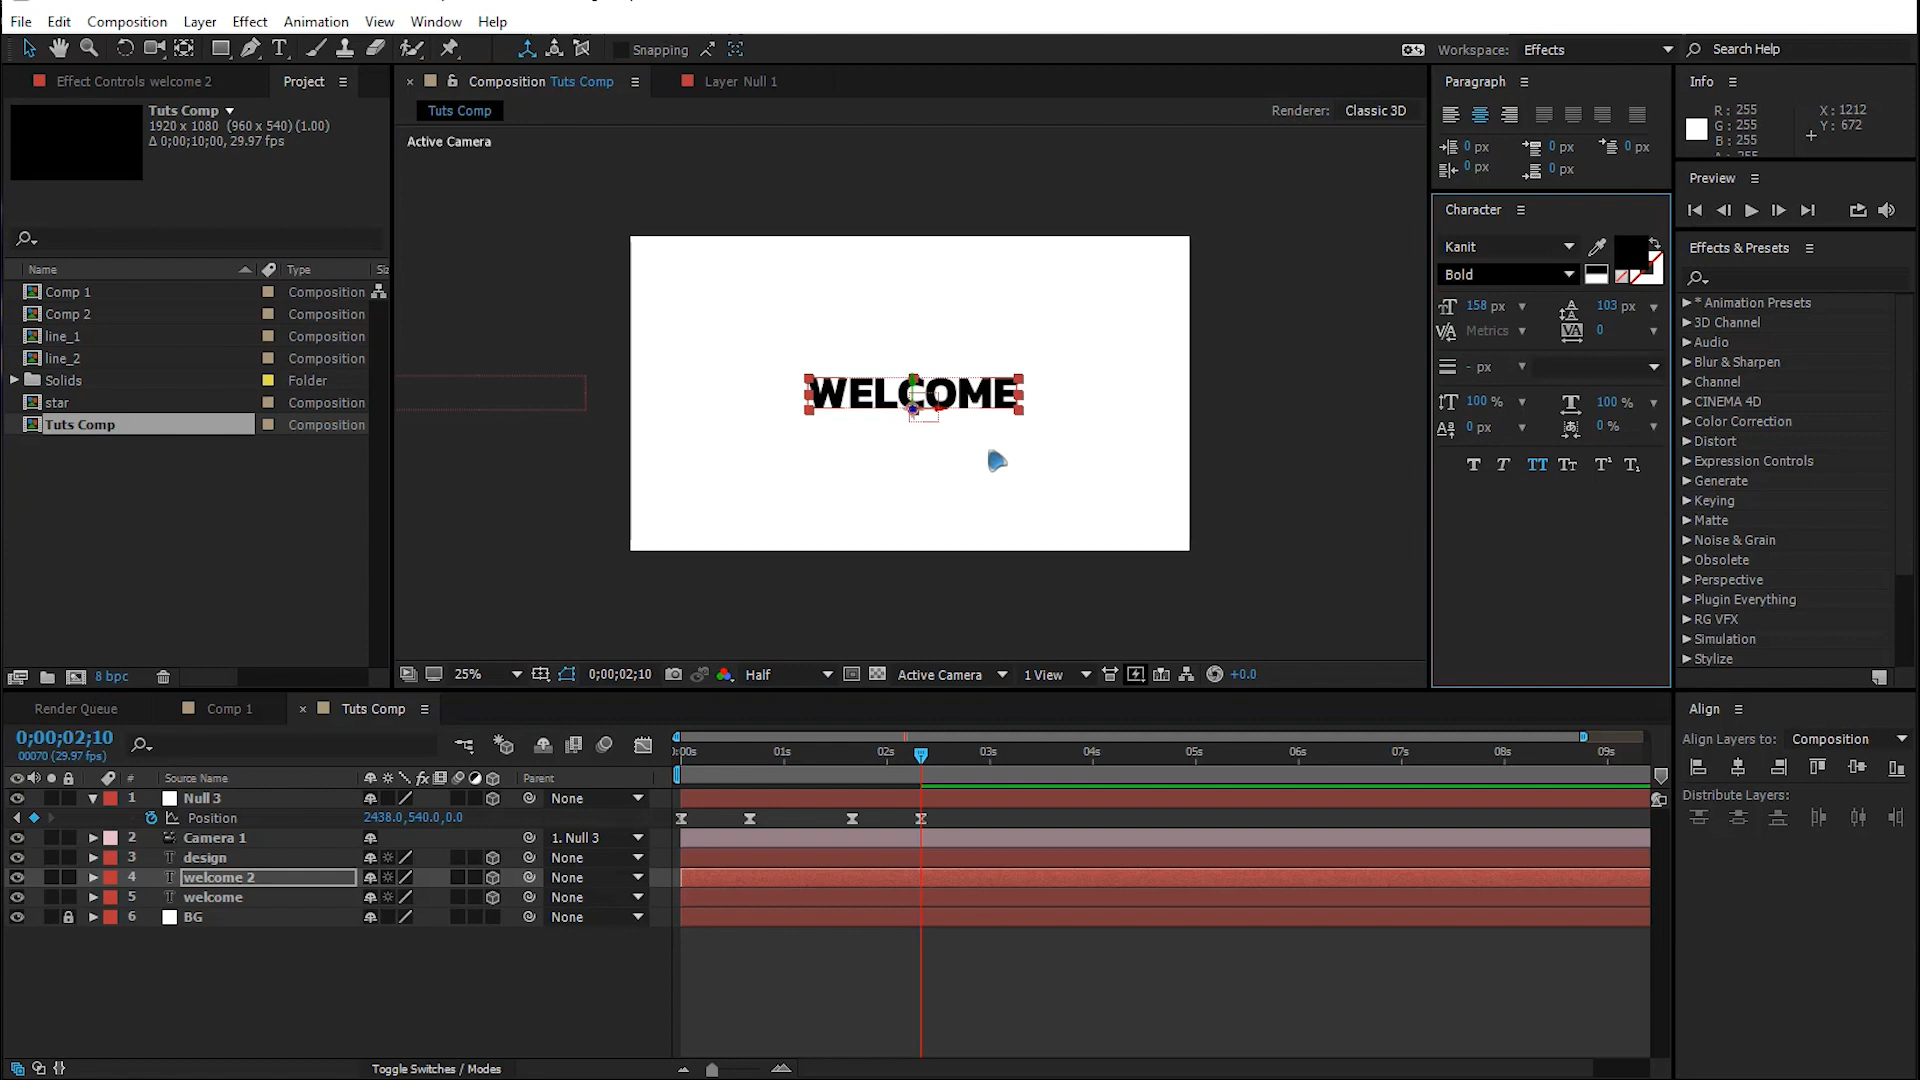 File Edit Composition Layer Effect Animation View Window Help
Snapping
Workspace: Effects
Search Help
Effect Controls welcome 2
Project
Composition Tuts Comp
Layer Null 1
Tuts Comp
Renderer: Classic 3D
Active Camera
Tuts Comp
1920 x 1080 (960 x 540) (1.00)
Δ 0;00;10;00, 29.97 fps
Name Type Si
Comp 1 Composition
Comp 2 Composition
line_1 Composition
line_2 Composition
Solids Folder
star Composition
Tuts Comp Composition
8 bpc
WELCOME
25% 0;00;02;10 Half Active Camera 1 View +0.0
Paragraph
0 px 0 px 0 px
0 px 0 px
Character
Kanit
Bold
158 px 103 px
Metrics 0
- px
100 % 100 %
0 px 0 %
Info
R: 255 X: 1212
G: 255 Y: 672
B: 255
Preview
Effects & Presets
* Animation Presets
3D Channel
Audio
Blur & Sharpen
Channel
CINEMA 4D
Color Correction
Distort
Expression Controls
Generate
Keying
Matte
Noise & Grain
Obsolete
Perspective
Plugin Everything
RG VFX
Simulation
Stylize
Render Queue Comp 1 Tuts Comp
0;00;02;10
00070 (29.97 fps)
# Source Name Parent
1 Null 3 None
Position 2438.0,540.0,0.0
2 Camera 1 1. Null 3
3 design None
4 welcome 2 None
5 welcome None
6 BG None
Toggle Switches / Modes
:00s 01s 02s 03s 04s 05s 06s 07s 08s 09s
Align
Align Layers to: Composition
Distribute Layers: